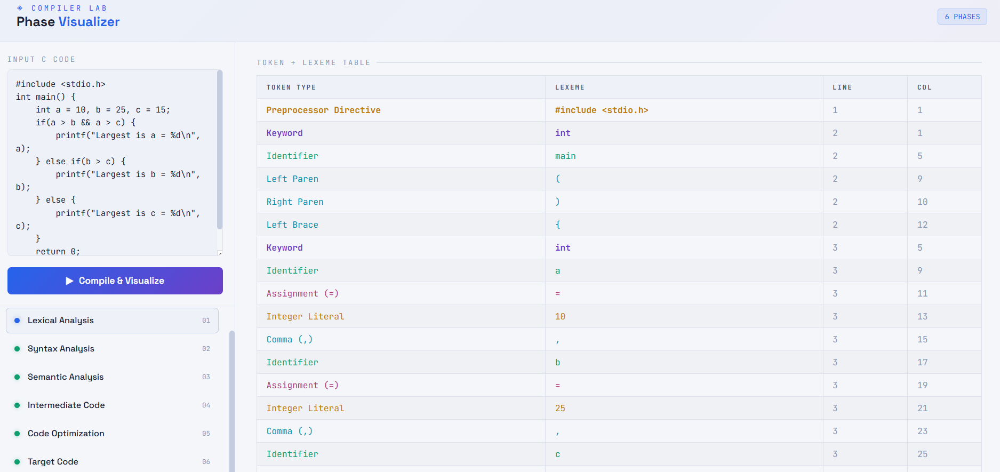 ◈ COMPILER LAB
Phase Visualizer
6 PHASES
INPUT C CODE
#include <stdio.h>
int main() {
    int a = 10, b = 25, c = 15;
    if(a > b && a > c) {
        printf("Largest is a = %d\n",
a);
    } else if(b > c) {
        printf("Largest is b = %d\n",
b);
    } else {
        printf("Largest is c = %d\n",
c);
    }
    return 0;
▶ Compile & Visualize
Lexical Analysis 01
Syntax Analysis 02
Semantic Analysis 03
Intermediate Code 04
Code Optimization 05
Target Code 06
TOKEN + LEXEME TABLE
TOKEN TYPE LEXEME LINE COL
Preprocessor Directive #include <stdio.h> 1 1
Keyword int 2 1
Identifier main 2 5
Left Paren ( 2 9
Right Paren ) 2 10
Left Brace { 2 12
Keyword int 3 5
Identifier a 3 9
Assignment (=) = 3 11
Integer Literal 10 3 13
Comma (,) , 3 15
Identifier b 3 17
Assignment (=) = 3 19
Integer Literal 25 3 21
Comma (,) , 3 23
Identifier c 3 25